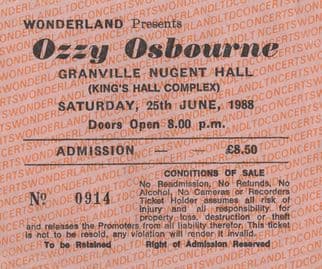 WONDERLAND Presents
Ozzy Osbourne
GRANVILLE NUGENT HALL
(KING'S HALL COMPLEX)
SATURDAY, 25th JUNE, 1988
Doors Open 8.00 p.m.
ADMISSION — — £8.50
CONDITIONS OF SALE
No Readmission, No Refunds, No
Alcohol, No Cameras or Recorders
Ticket Holder assumes all risk of
Injury and all responsibility for
property loss, destruction or theft
and releases the Promoters from all liability therefor. This ticket
is not to be resold, any violation will render it invalid.
To be Retained Right of Admission Reserved
No 0914